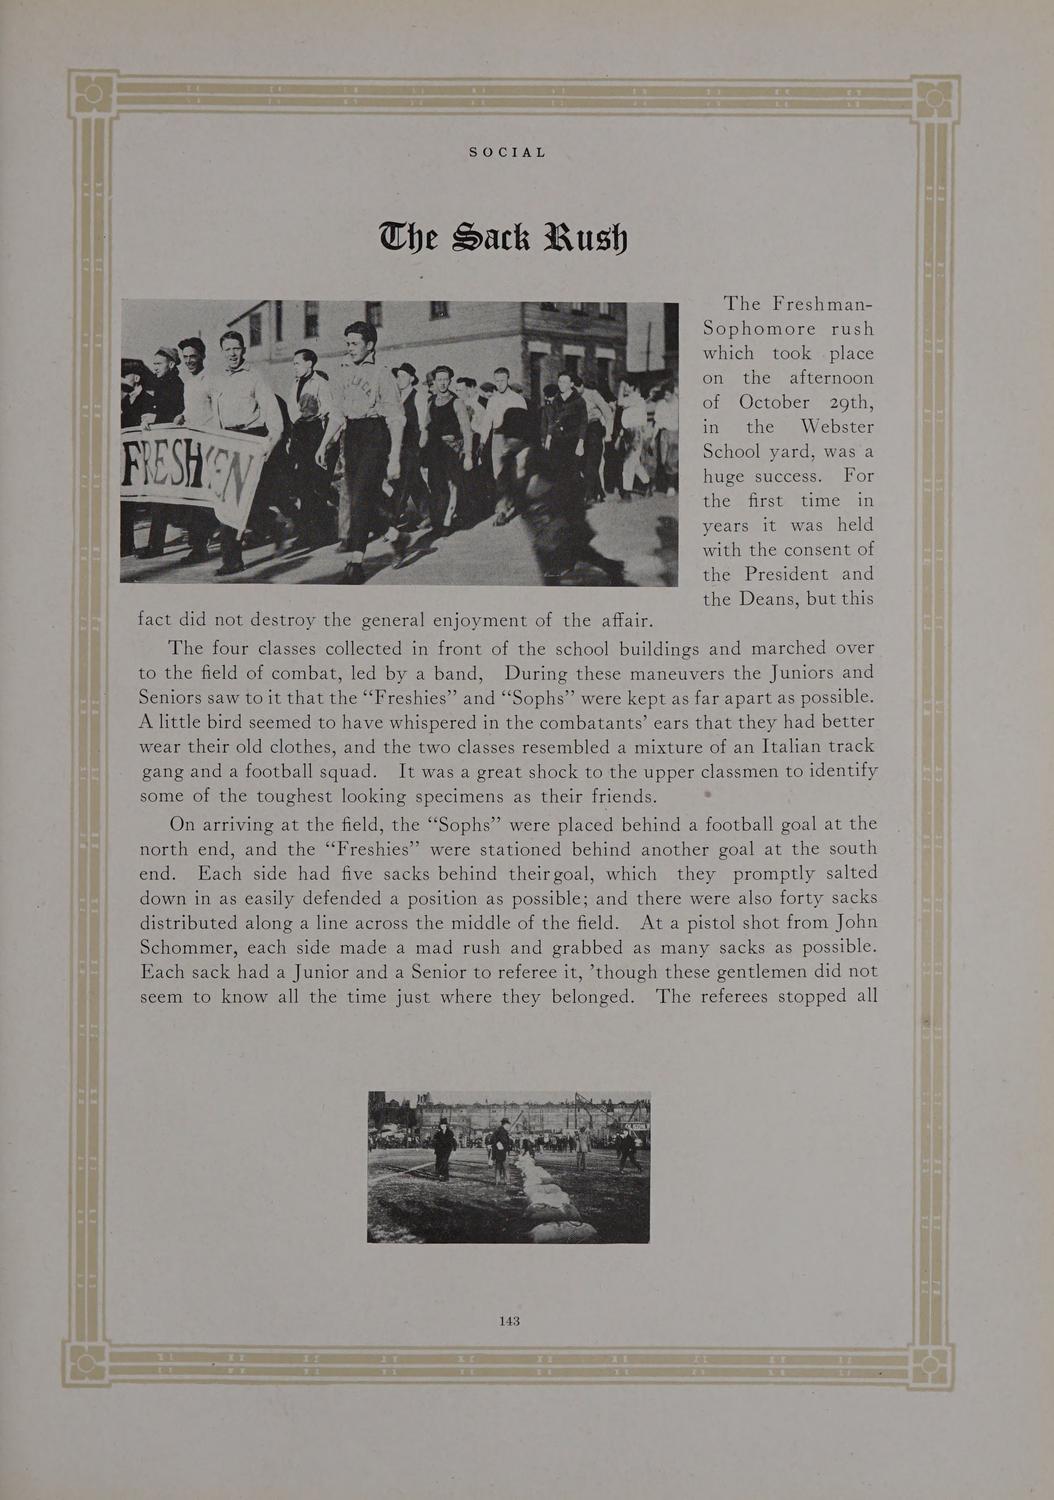 SOCIAL
The Sack Rush
The Freshman-
Sophomore rush
which took place
on the afternoon
of October 29th,
in the Webster
School yard, was a
huge success. For
the first time in
years it was held
with the consent of
the President and
the Deans, but this
FRESHMEN
fact did not destroy the general enjoyment of the affair.
The four classes collected in front of the school buildings and marched over
to the field of combat, led by a band, During these maneuvers the Juniors and
Seniors saw to it that the “Freshies” and “Sophs” were kept as far apart as possible.
A little bird seemed to have whispered in the combatants’ ears that they had better
wear their old clothes, and the two classes resembled a mixture of an Italian track
gang and a football squad. It was a great shock to the upper classmen to identify
some of the toughest looking specimens as their friends.
On arriving at the field, the “Sophs” were placed behind a football goal at the
north end, and the “Freshies” were stationed behind another goal at the south
end. Each side had five sacks behind their goal, which they promptly salted
down in as easily defended a position as possible; and there were also forty sacks
distributed along a line across the middle of the field. At a pistol shot from John
Schommer, each side made a mad rush and grabbed as many sacks as possible.
Each sack had a Junior and a Senior to referee it, ’though these gentlemen did not
seem to know all the time just where they belonged. The referees stopped all
143